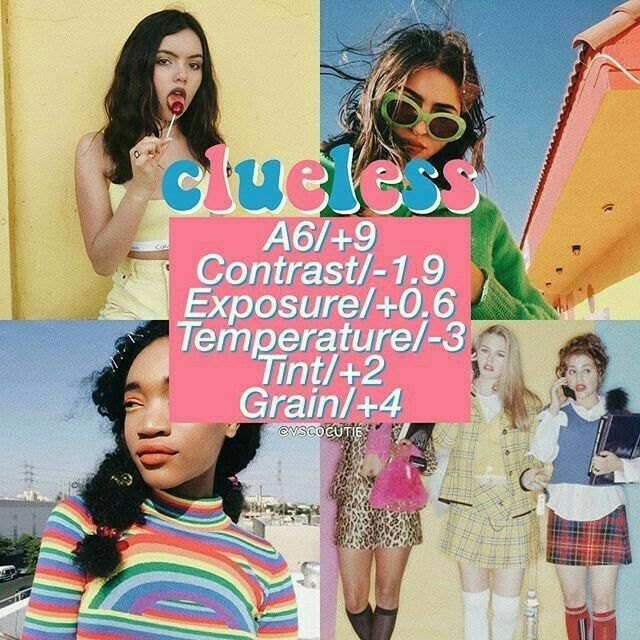 clueless
A6/+9
Contrast/-1.9
Exposure/+0.6
Temperature/-3
Tint/+2
Grain/+4
@VSCOCUTIE